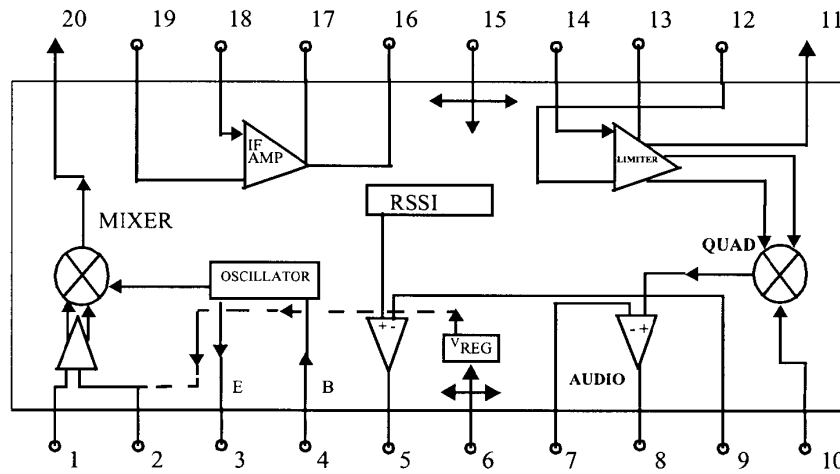 20 19 18 17 16 15 14 13 12 11
IF
AMP
LIMITER
RSSI
MIXER
QUAD
OSCILLATOR
+ -
- +
VREG
E
B
AUDIO
1 2 3 4 5 6 7 8 9 10